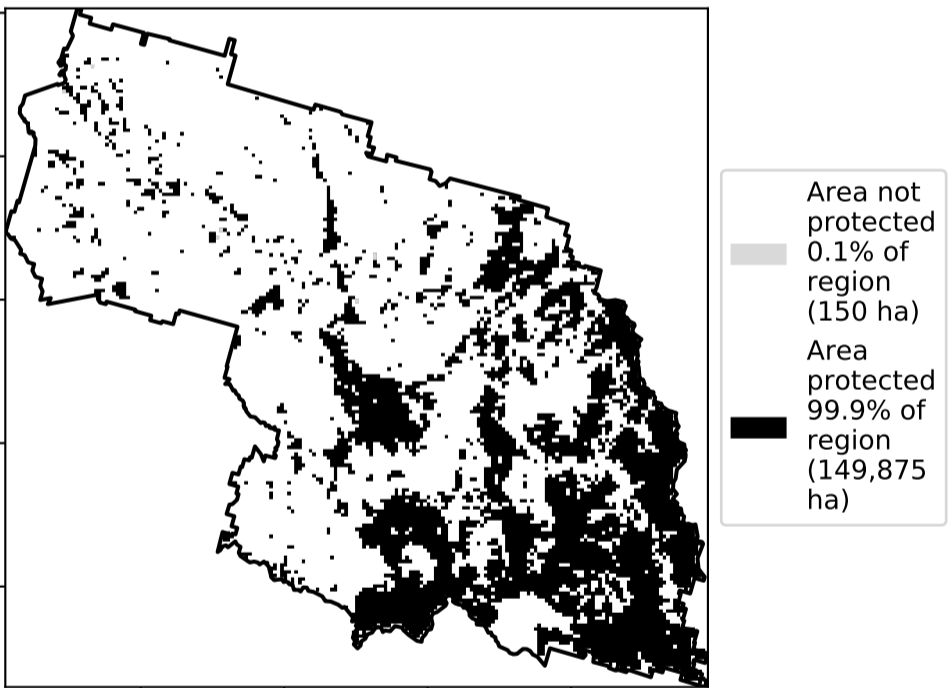 Area not
protected
0.1% of
region
(150 ha)
Area
protected
99.9% of
region
(149,875
ha)